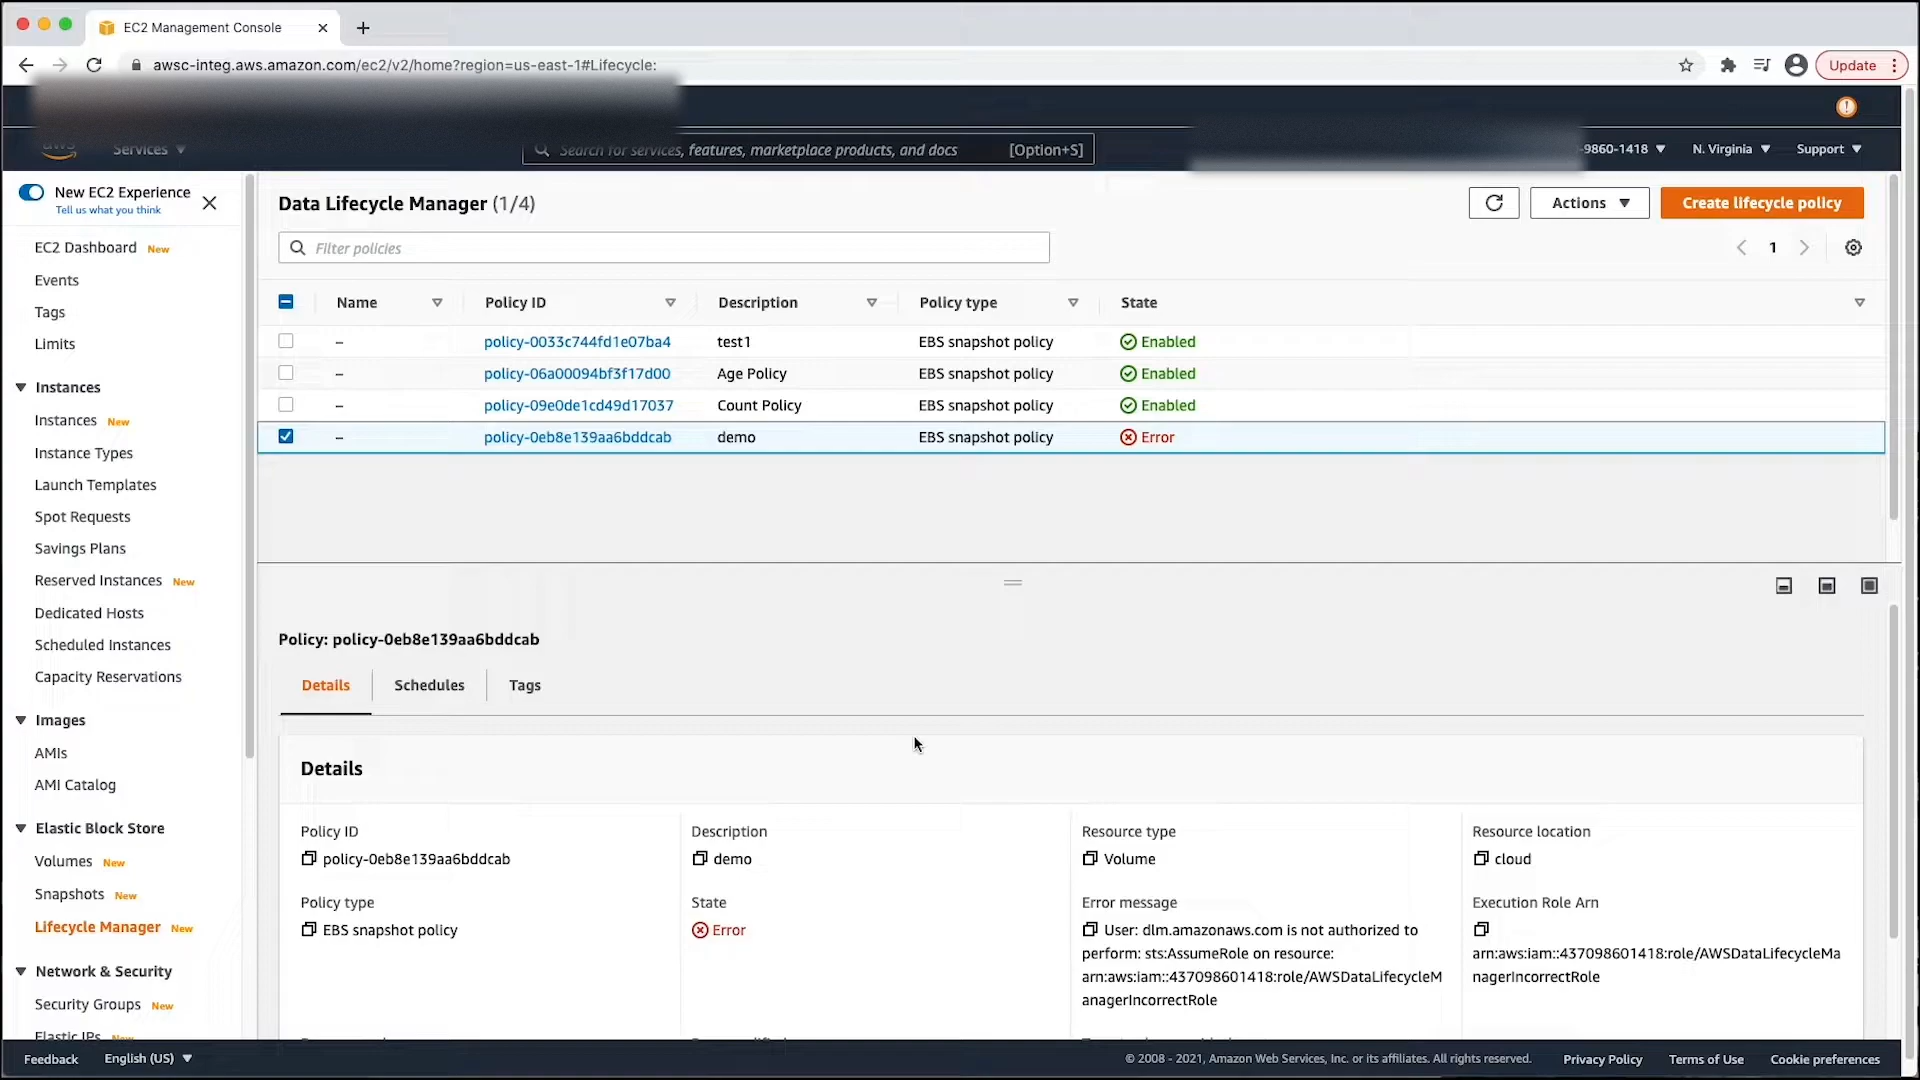 EC2 Management Console
awsc-integ.aws.amazon.com/ec2/v2/home?region=us-east-1#Lifecycle:
Update
aws
Services
Search for services, features, marketplace products, and docs
[Option+S]
-9860-1418
N. Virginia
Support
New EC2 Experience
Tell us what you think
EC2 Dashboard New
Events
Tags
Limits
Instances
Instances New
Instance Types
Launch Templates
Spot Requests
Savings Plans
Reserved Instances New
Dedicated Hosts
Scheduled Instances
Capacity Reservations
Images
AMIs
AMI Catalog
Elastic Block Store
Volumes New
Snapshots New
Lifecycle Manager New
Network & Security
Security Groups New
Elastic IPs New
Data Lifecycle Manager (1/4)
Actions
Create lifecycle policy
Filter policies
1
Name Policy ID Description Policy type State
– policy-0033c744fd1e07ba4 test1 EBS snapshot policy Enabled
– policy-06a00094bf3f17d00 Age Policy EBS snapshot policy Enabled
– policy-09e0de1cd49d17037 Count Policy EBS snapshot policy Enabled
– policy-0eb8e139aa6bddcab demo EBS snapshot policy Error
Policy: policy-0eb8e139aa6bddcab
Details Schedules Tags
Details
Policy ID
policy-0eb8e139aa6bddcab
Description
demo
Resource type
Volume
Resource location
cloud
Policy type
EBS snapshot policy
State
Error
Error message
User: dlm.amazonaws.com is not authorized to
perform: sts:AssumeRole on resource:
arn:aws:iam::437098601418:role/AWSDataLifecycleM
anagerIncorrectRole
Execution Role Arn
arn:aws:iam::437098601418:role/AWSDataLifecycleMa
nagerIncorrectRole
Feedback
English (US)
© 2008 - 2021, Amazon Web Services, Inc. or its affiliates. All rights reserved.
Privacy Policy
Terms of Use
Cookie preferences